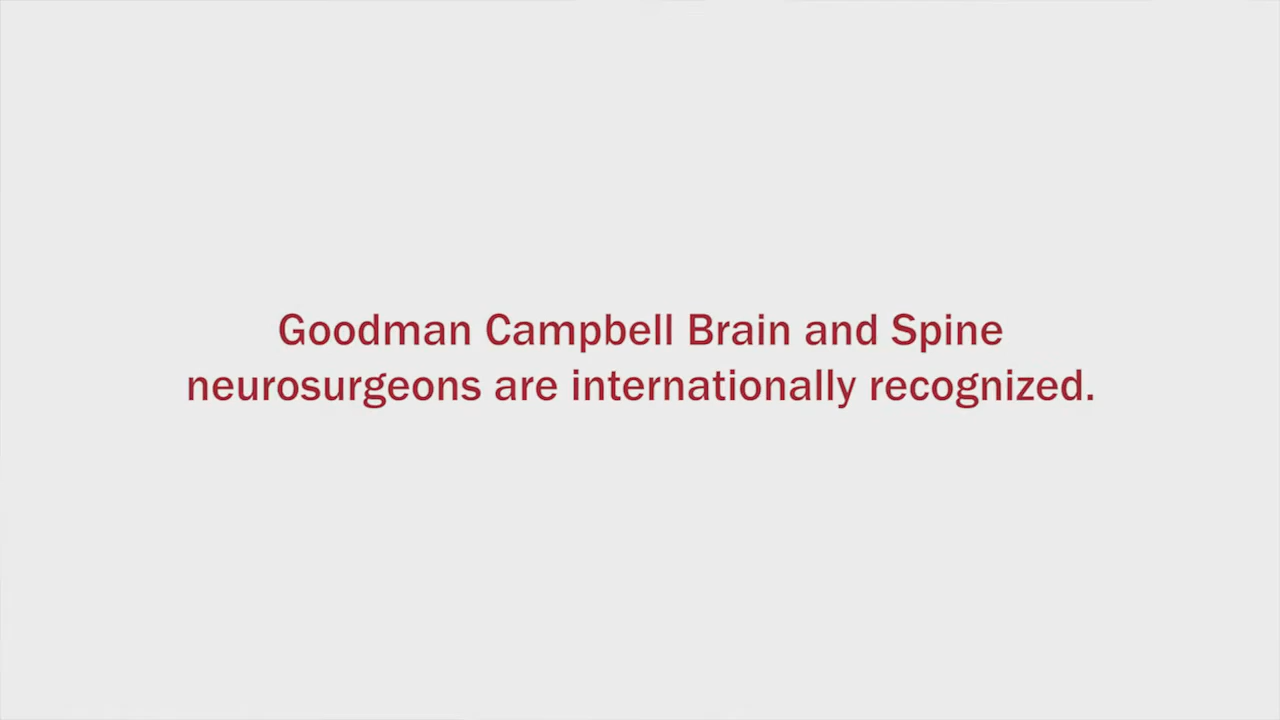 Goodman Campbell Brain and Spine
neurosurgeons are internationally recognized.